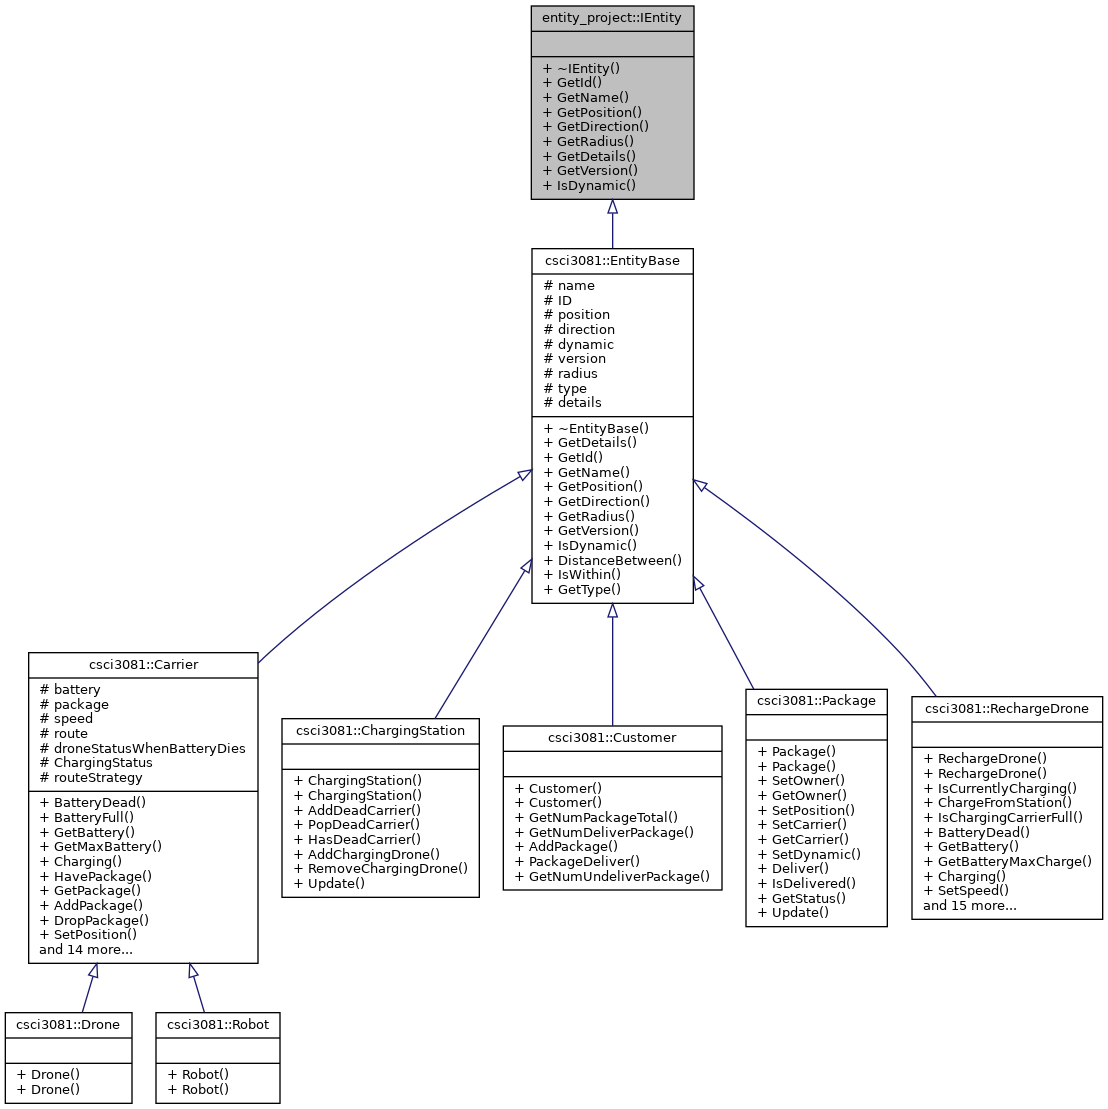 entity_project::IEntity
+ ~IEntity()
+ GetId()
+ GetName()
+ GetPosition()
+ GetDirection()
+ GetRadius()
+ GetDetails()
+ GetVersion()
+ IsDynamic()
csci3081::EntityBase
# name
# ID
# position
# direction
# dynamic
# version
# radius
# type
# details
+ ~EntityBase()
+ GetDetails()
+ GetId()
+ GetName()
+ GetPosition()
+ GetDirection()
+ GetRadius()
+ GetVersion()
+ IsDynamic()
+ DistanceBetween()
+ IsWithin()
+ GetType()
csci3081::Carrier
# battery
# package
# speed
# route
# droneStatusWhenBatteryDies
# ChargingStatus
# routeStrategy
+ BatteryDead()
+ BatteryFull()
+ GetBattery()
+ GetMaxBattery()
+ Charging()
+ HavePackage()
+ GetPackage()
+ AddPackage()
+ DropPackage()
+ SetPosition()
and 14 more...
csci3081::ChargingStation
+ ChargingStation()
+ ChargingStation()
+ AddDeadCarrier()
+ PopDeadCarrier()
+ HasDeadCarrier()
+ AddChargingDrone()
+ RemoveChargingDrone()
+ Update()
csci3081::Customer
+ Customer()
+ Customer()
+ GetNumPackageTotal()
+ GetNumDeliverPackage()
+ AddPackage()
+ PackageDeliver()
+ GetNumUndeliverPackage()
csci3081::Package
+ Package()
+ Package()
+ SetOwner()
+ GetOwner()
+ SetPosition()
+ SetCarrier()
+ GetCarrier()
+ SetDynamic()
+ Deliver()
+ IsDelivered()
+ GetStatus()
+ Update()
csci3081::RechargeDrone
+ RechargeDrone()
+ RechargeDrone()
+ IsCurrentlyCharging()
+ ChargeFromStation()
+ IsChargingCarrierFull()
+ BatteryDead()
+ GetBattery()
+ GetBatteryMaxCharge()
+ Charging()
+ SetSpeed()
and 15 more...
csci3081::Drone
+ Drone()
+ Drone()
csci3081::Robot
+ Robot()
+ Robot()